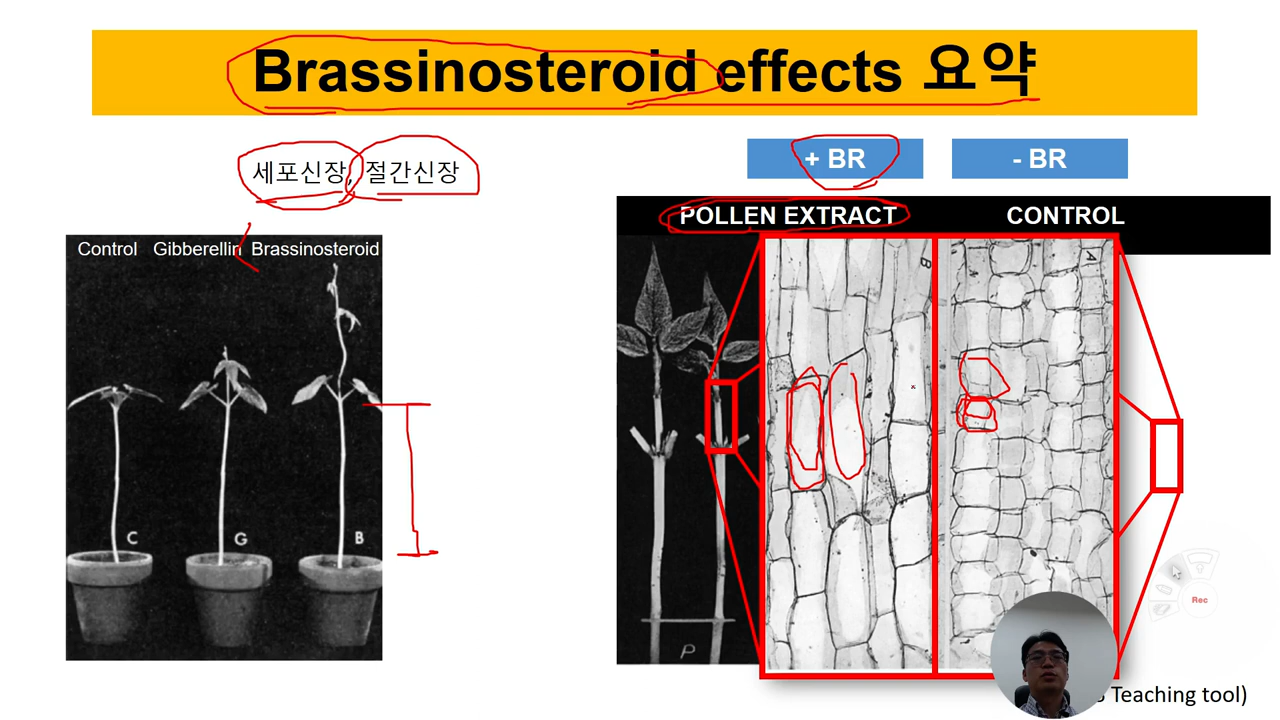 Brassinosteroid effects 요약
세포신장, 절간신장
+ BR
- BR
POLLEN EXTRACT
CONTROL
Control Gibberellin Brassinosteroid
B
A
C
G
B
P
Rec
Teaching tool)